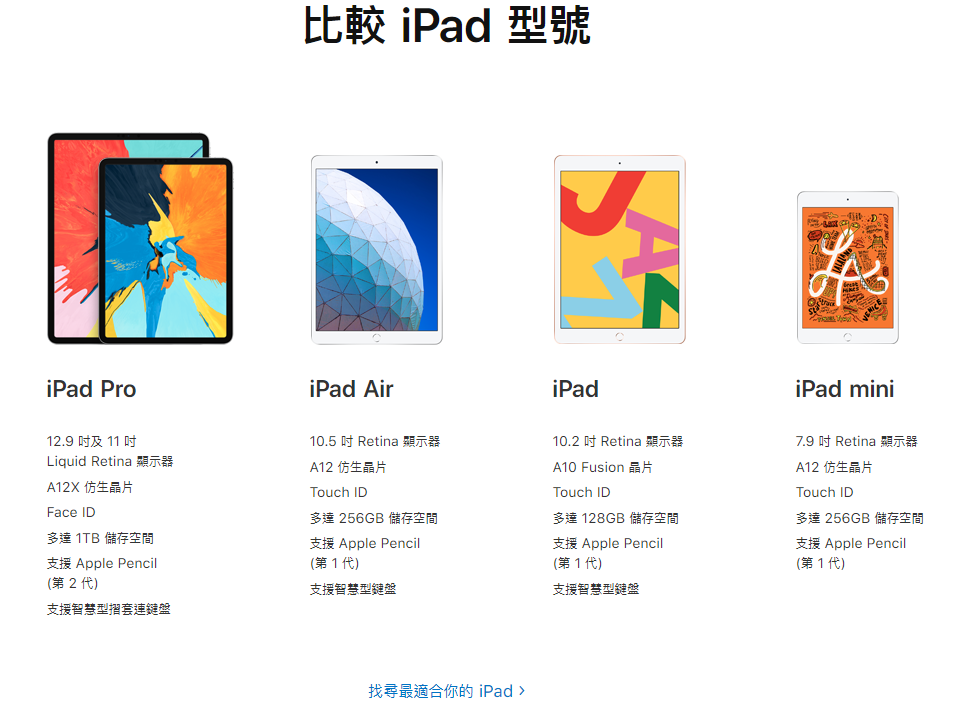 比較 iPad 型號
iPad Pro
12.9 吋及 11 吋
Liquid Retina 顯示器
A12X 仿生晶片
Face ID
多達 1TB 儲存空間
支援 Apple Pencil
(第 2 代)
支援智慧型摺套連鍵盤
iPad Air
10.5 吋 Retina 顯示器
A12 仿生晶片
Touch ID
多達 256GB 儲存空間
支援 Apple Pencil
(第 1 代)
支援智慧型鍵盤
iPad
10.2 吋 Retina 顯示器
A10 Fusion 晶片
Touch ID
多達 128GB 儲存空間
支援 Apple Pencil
(第 1 代)
支援智慧型鍵盤
LA
VENICE
iPad mini
7.9 吋 Retina 顯示器
A12 仿生晶片
Touch ID
多達 256GB 儲存空間
支援 Apple Pencil
(第 1 代)
找尋最適合你的 iPad >